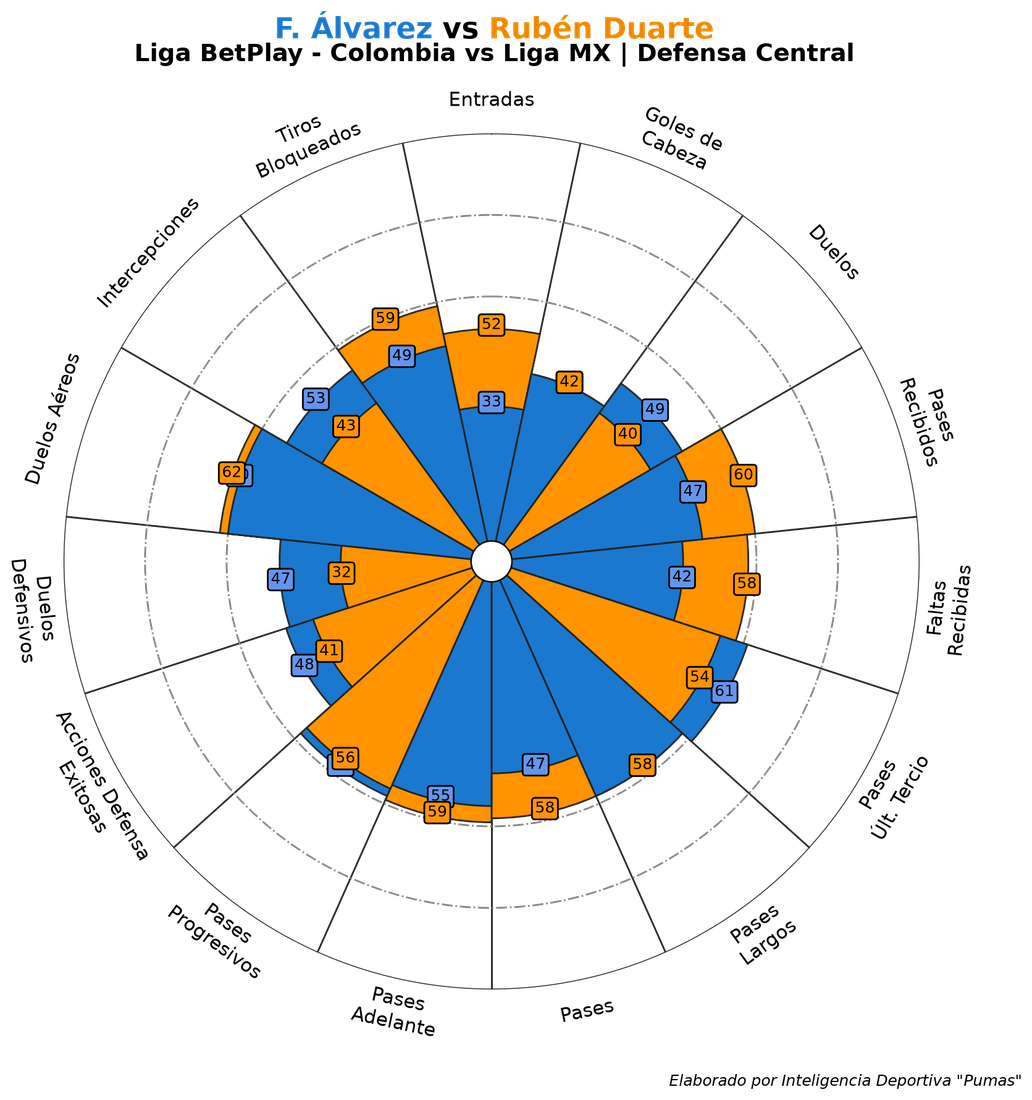 F. Álvarez vs Rubén Duarte
Liga BetPlay - Colombia vs Liga MX | Defensa Central
Entradas
Goles de
Cabeza
Duelos
Pases
Recibidos
Faltas
Recibidas
Pases
Últ. Tercio
Pases
Largos
Pases
Pases
Adelante
Pases
Progresivos
Acciones Defensa
Exitosas
Duelos
Defensivos
Duelos Aéreos
Intercepciones
Tiros
Bloqueados
52
33
42
49
40
60
47
58
42
54
61
58
47
58
55
59
56
48
41
47
32
62
53
43
59
49
Elaborado por Inteligencia Deportiva "Pumas"